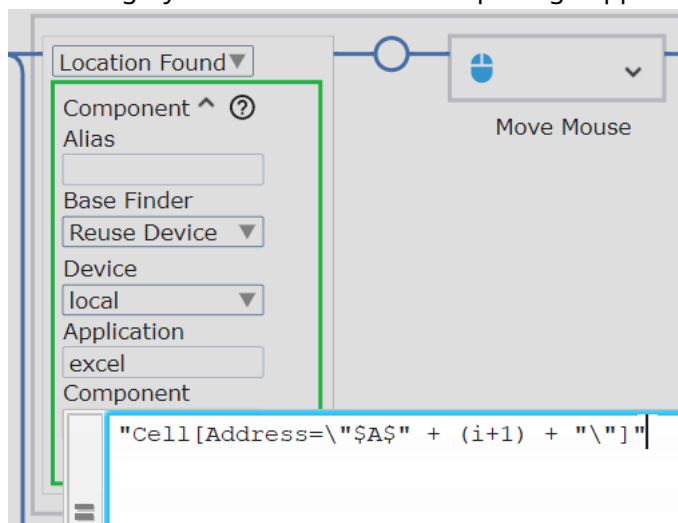 Location Found
Component
Alias
Base Finder
Reuse Device
Device
local
Application
excel
Component
"Cell[Address=\"$A$" + (i+1) + "\"]"
Move Mouse